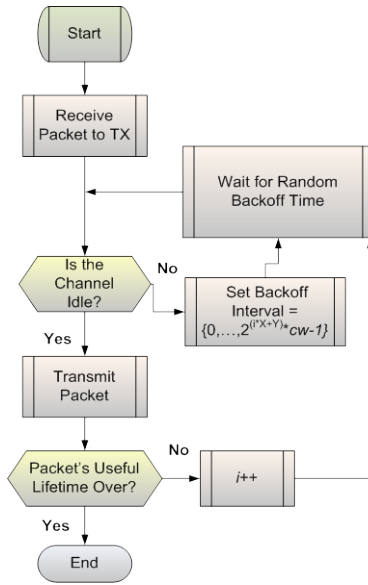 Start
Receive
Packet to TX
Wait for Random
Backoff Time
Is the
Channel
Idle?
No
Set Backoff
Interval =
{0,...,2^(i*X+Y)*cw-1}
Yes
Transmit
Packet
Packet's Useful
Lifetime Over?
No
i++
Yes
End